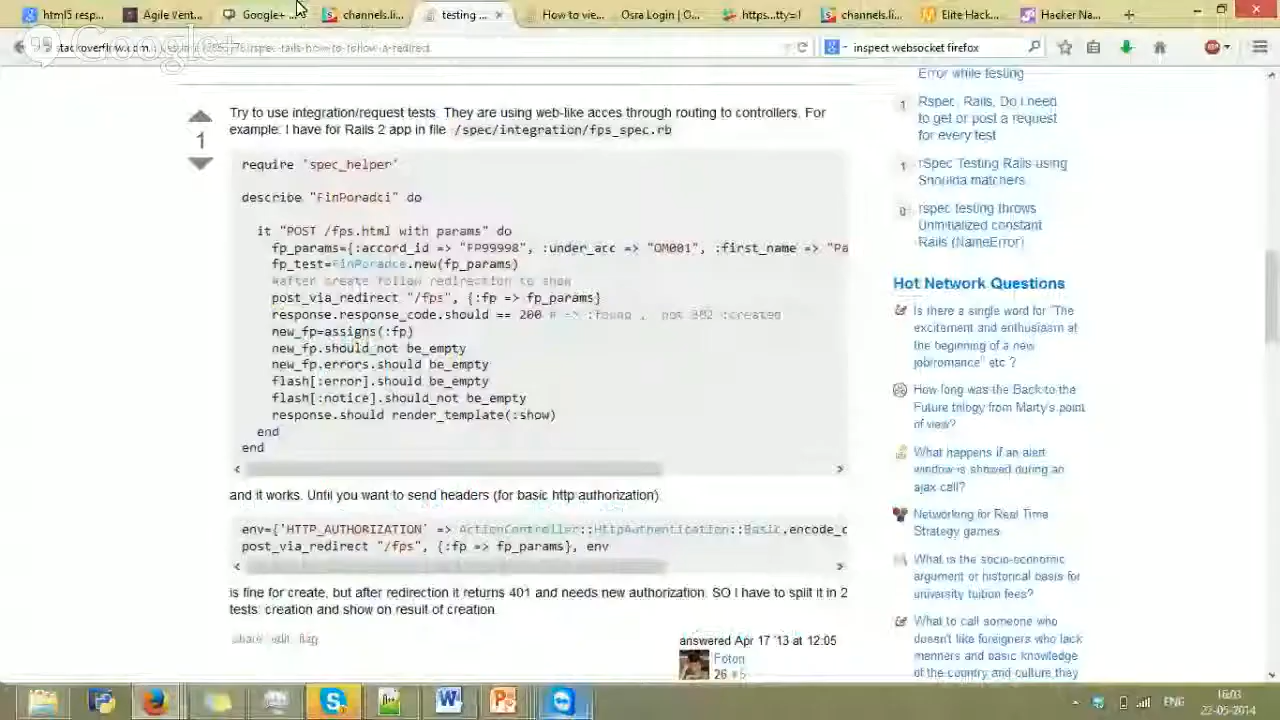 https:...
Agile Vent...
Google+
channels.li...
testing ...
How to vie...
Osra Login | G...
https:...tty=f
channels.li...
Elite Hack...
Hacker Ne...
Google+
inspect websocket firefox
Try to use integration/request tests. They are using web-like acces through routing to controllers. For
example: I have for Rails 2 app in file /spec/integration/fps_spec.rb
1
require 'spec_helper'
describe "FinPoradci" do
it "POST /fps.html with params" do
fp_params={:accord_id => "FP99998", :under_acc => "OM001", :first_name => "Pa
fp_test=FinPoradce.new(fp_params)
#after create follow redirection to show
post_via_redirect "/fps", {:fp => fp_params}
response.response_code.should == 200 # => :found , not 302 :created
new_fp=assigns(:fp)
new_fp.should_not be_empty
new_fp.errors.should be_empty
flash[:error].should be_empty
flash[:notice].should_not be_empty
response.should render_template(:show)
end
end
and it works. Until you want to send headers (for basic http authorization).
env={'HTTP_AUTHORIZATION' => ActionController::HttpAuthentication::Basic.encode_c
post_via_redirect "/fps", {:fp => fp_params}, env
is fine for create, but after redirection it returns 401 and needs new authorization. SO I have to split it in 2
tests: creation and show on result of creation.
share edit flag
answered Apr 17 '13 at 12:05
Foton
26
Error while testing
1
Rspec, Rails, Do i need
to get or post a request
for every test
1
rSpec Testing Rails using
Shoulda matchers
0
rspec testing throws
Uninitialized constant
Rails (NameError)
Hot Network Questions
Is there a single word for "The
excitement and enthusiasm at
the beginning of a new
job/romance" etc ?
How long was the Back to the
Future trilogy from Marty's point
of view?
What happens if an alert
window is showed during an
ajax call?
Networking for Real Time
Strategy games
What is the socio-economic
argument or historical basis for
university tuition fees?
What to call someone who
doesn't like foreigners who lack
manners and basic knowledge
of the country and culture they
ENG
16:03
22-05-2014